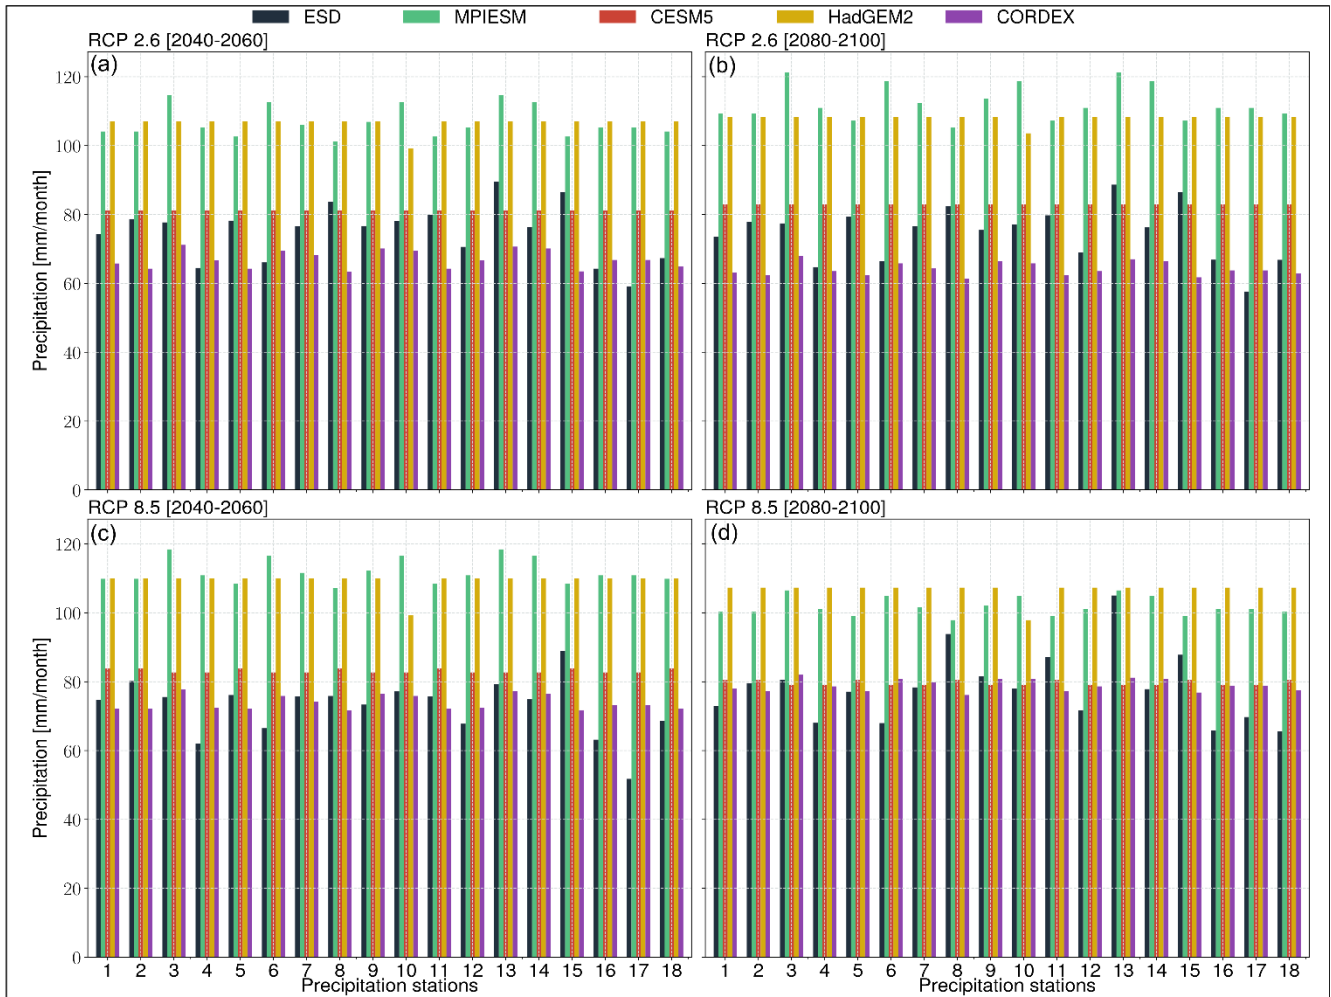 ESD MPIESM CESM5 HadGEM2 CORDEX
RCP 2.6 [2040-2060]
(a)
Precipitation [mm/month]
120
100
80
60
40
20
0
RCP 2.6 [2080-2100]
(b)
RCP 8.5 [2040-2060]
(c)
Precipitation [mm/month]
120
100
80
60
40
20
0
1 2 3 4 5 6 7 8 9 10 11 12 13 14 15 16 17 18
Precipitation stations
RCP 8.5 [2080-2100]
(d)
1 2 3 4 5 6 7 8 9 10 11 12 13 14 15 16 17 18
Precipitation stations